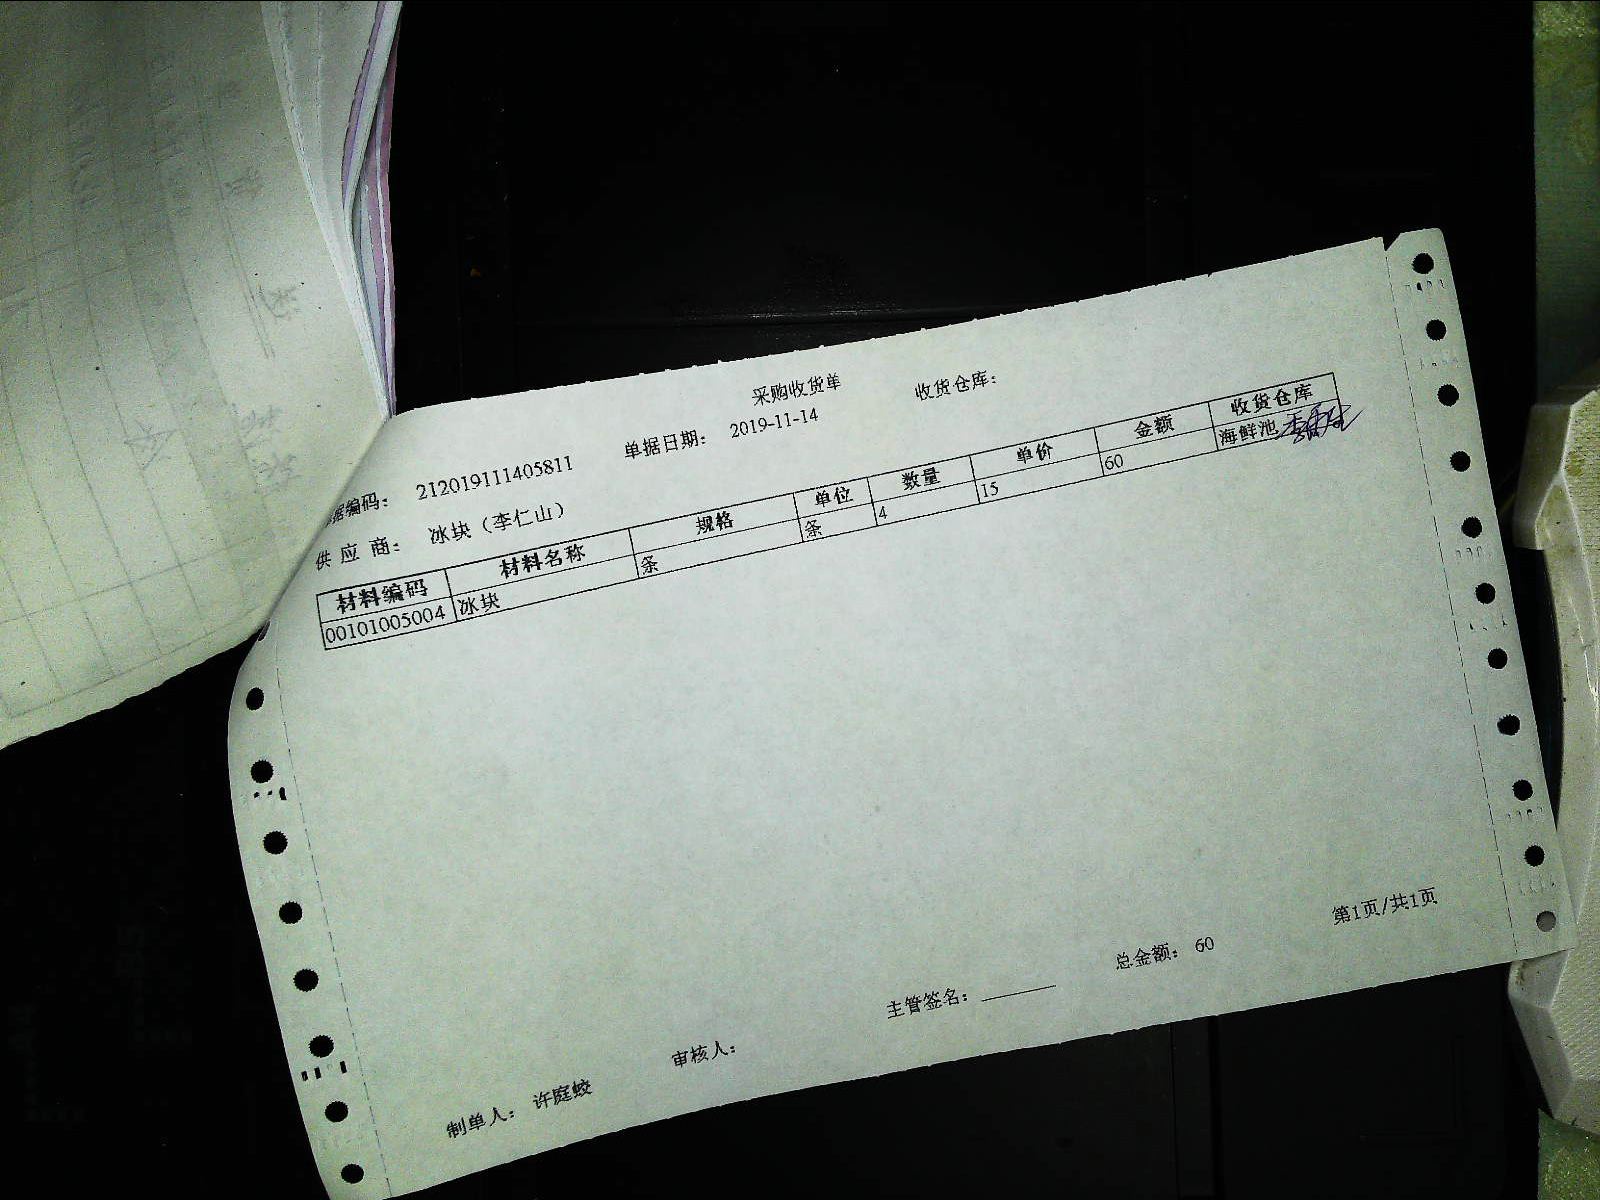 采购收货单
收货仓库：
据编码： 212019111405811 单据日期： 2019-11-14
供 应 商： 冰块（李仁山）
材料编码 材料名称 规格 单位 数量 单价 金额 收货仓库
00101005004 冰块 条 条 4 15 60 海鲜池
第1页/共1页
制单人： 许庭蛟 审核人： 主管签名： 总金额： 60